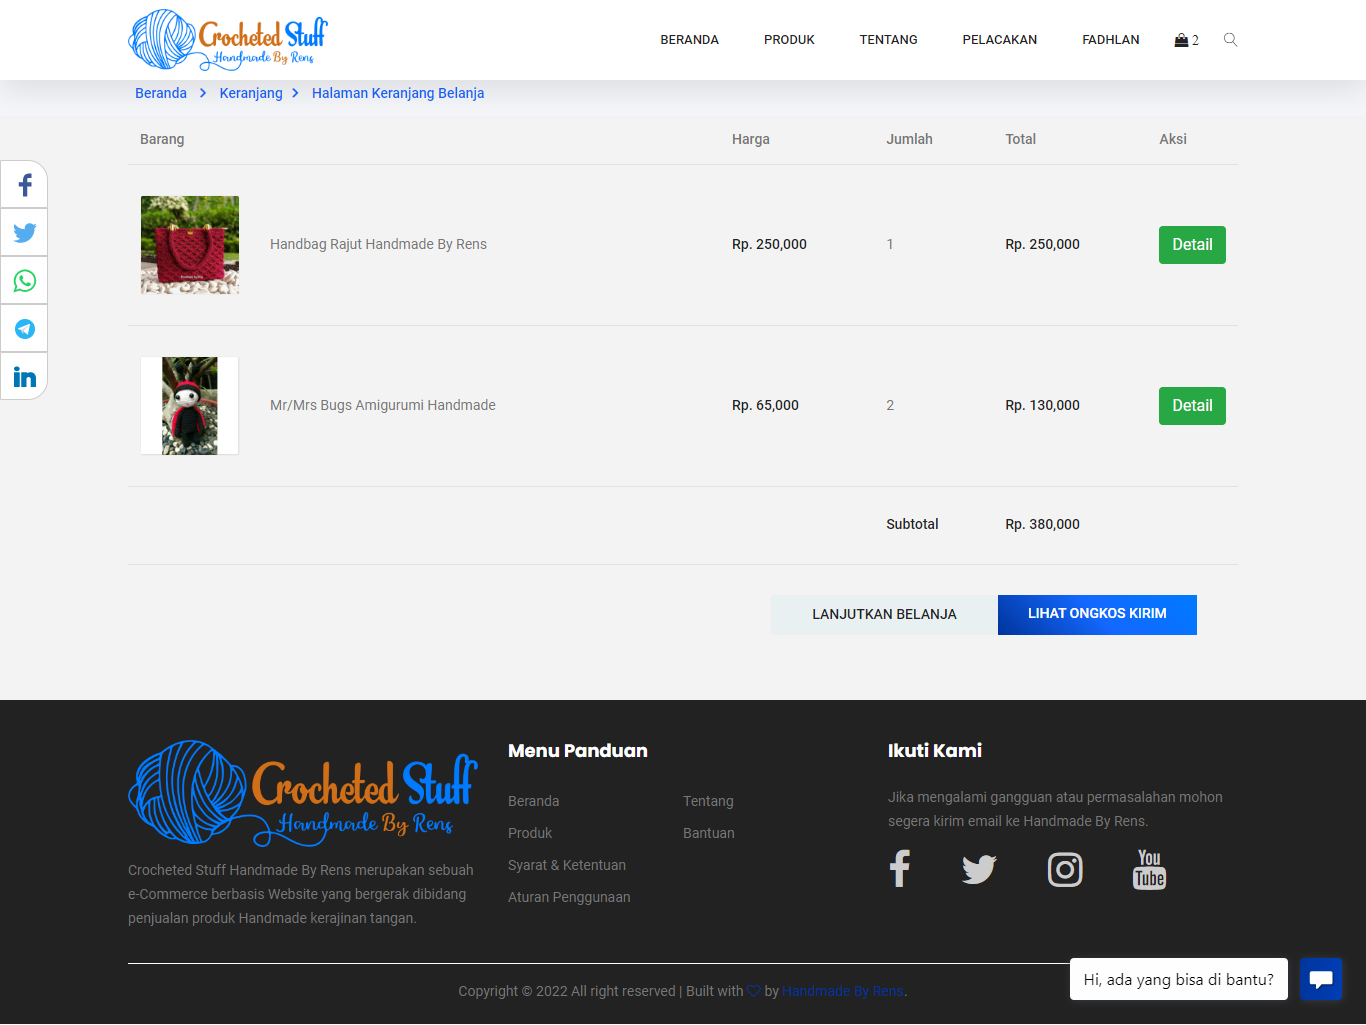 Crocheted Stuff
Handmade By Rens
BERANDA PRODUK TENTANG PELACAKAN FADHLAN 2
Beranda > Keranjang > Halaman Keranjang Belanja
Barang Harga Jumlah Total Aksi
Handbag Rajut Handmade By Rens Rp. 250,000 1 Rp. 250,000 Detail
Mr/Mrs Bugs Amigurumi Handmade Rp. 65,000 2 Rp. 130,000 Detail
Subtotal Rp. 380,000
LANJUTKAN BELANJA LIHAT ONGKOS KIRIM
Crocheted Stuff
Handmade By Rens
Crocheted Stuff Handmade By Rens merupakan sebuah
e-Commerce berbasis Website yang bergerak dibidang
penjualan produk Handmade kerajinan tangan.
Menu Panduan
Beranda
Produk
Syarat & Ketentuan
Aturan Penggunaan
Tentang
Bantuan
Ikuti Kami
Jika mengalami gangguan atau permasalahan mohon
segera kirim email ke Handmade By Rens.
You
Tube
Copyright © 2022 All right reserved | Built with by Handmade By Rens.
Hi, ada yang bisa di bantu?